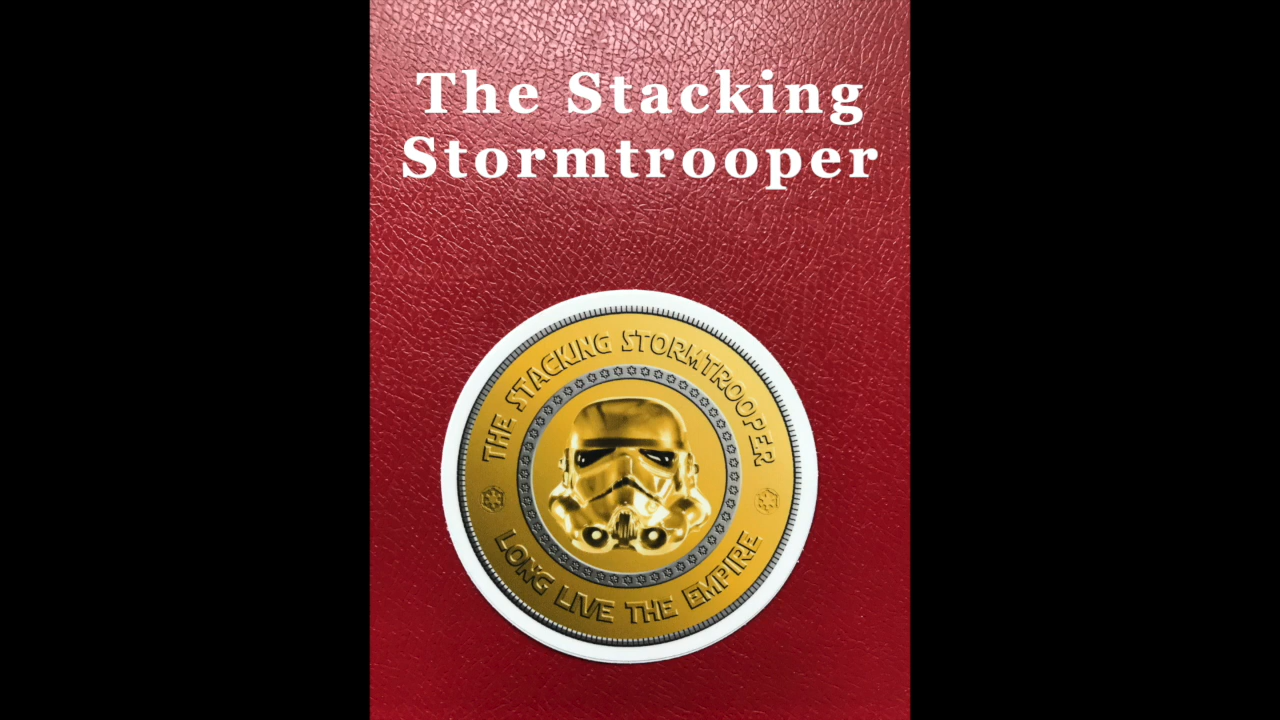 The Stacking
Stormtrooper
THE STACKING STORMTROOPER
LONG LIVE THE EMPIRE